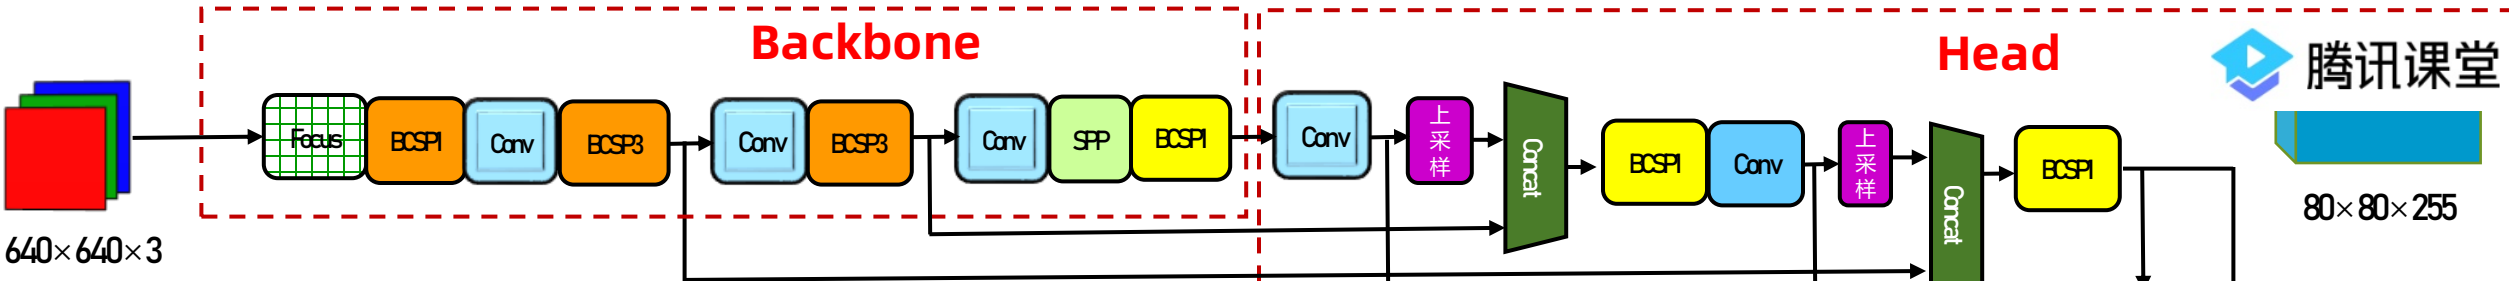 Backbone
Head
腾讯课堂
Focus
BCSP1
Conv
BCSP3
Conv
BCSP3
Conv
SPP
BCSP1
Conv
上采样
Concat
BCSP1
Conv
上采样
Concat
BCSP1
640×640×3
80×80×255